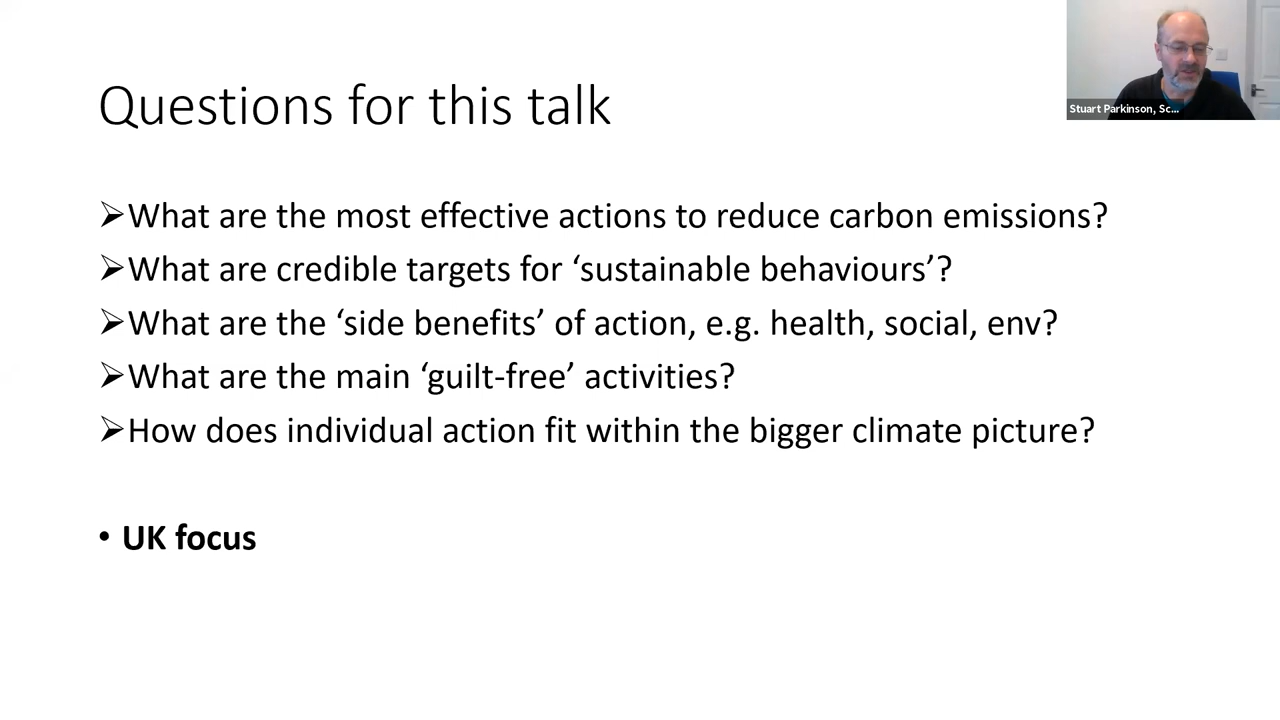 Questions for this talk
Stuart Parkinson, Sc...
➢What are the most effective actions to reduce carbon emissions?
➢What are credible targets for ‘sustainable behaviours’?
➢What are the ‘side benefits’ of action, e.g. health, social, env?
➢What are the main ‘guilt-free’ activities?
➢How does individual action fit within the bigger climate picture?
• UK focus